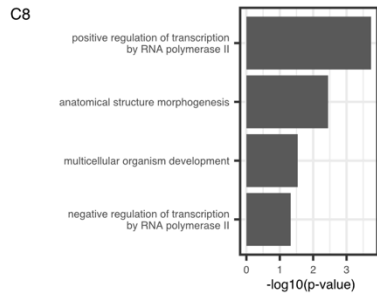 C8
positive regulation of transcription
by RNA polymerase II
anatomical structure morphogenesis
multicellular organism development
negative regulation of transcription
by RNA polymerase II
0 1 2 3
-log10(p-value)